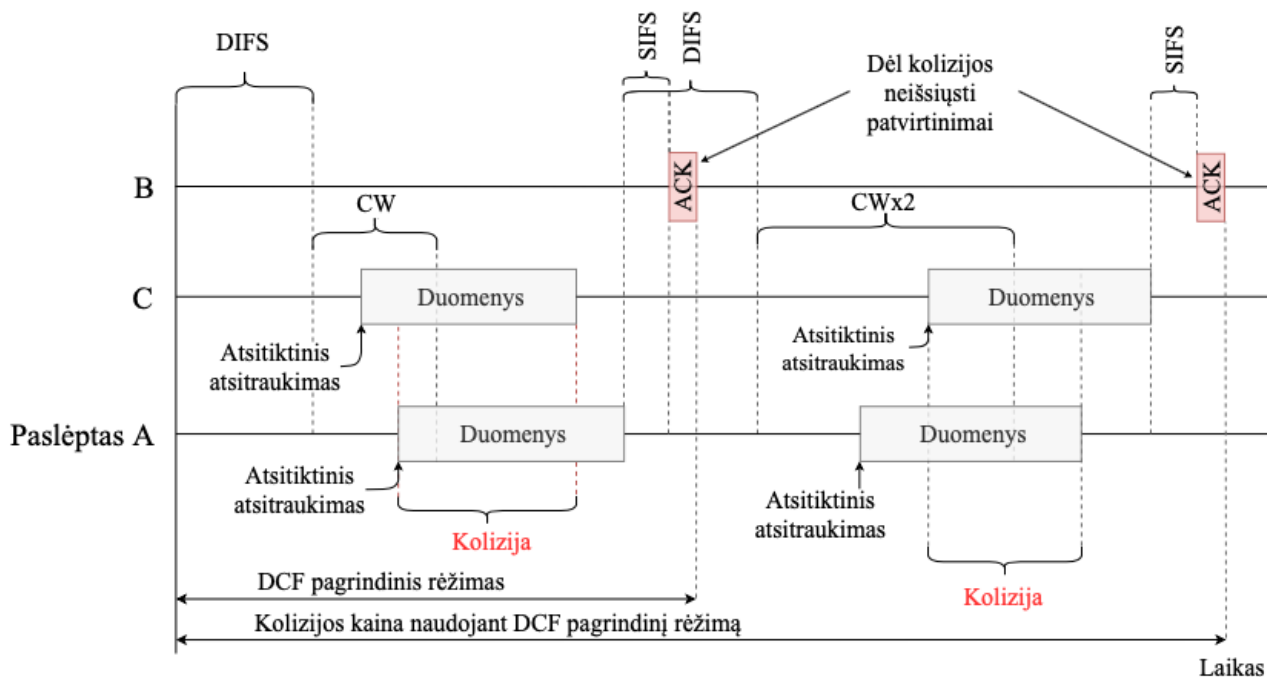 DIFS
SIFS
DIFS
SIFS
Dėl kolizijos
neišsiųsti
patvirtinimai
B
ACK
ACK
CW
CWx2
C
Duomenys
Duomenys
Atsitiktinis
atsitraukimas
Atsitiktinis
atsitraukimas
Paslėptas A
Duomenys
Duomenys
Atsitiktinis
atsitraukimas
Atsitiktinis
atsitraukimas
Kolizija
Kolizija
DCF pagrindinis rėžimas
Kolizijos kaina naudojant DCF pagrindinį rėžimą
Laikas